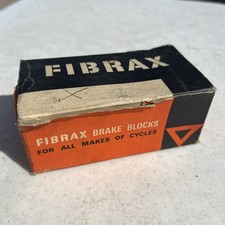 FIBRAX
FIBRAX BRAKE BLOCKS
FOR ALL MAKES OF CYCLES